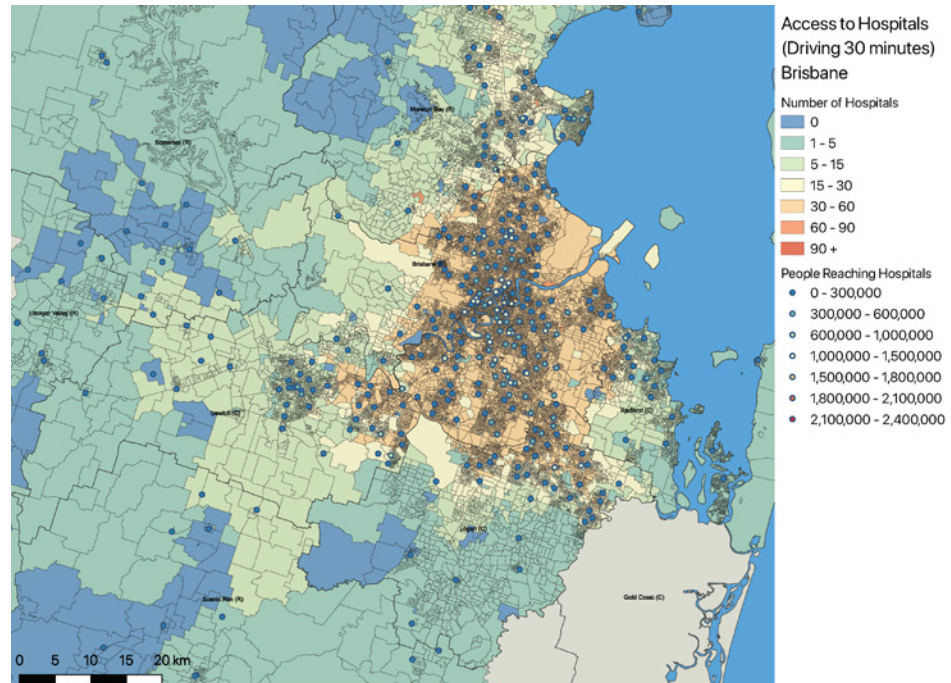 Access to Hospitals
(Driving 30 minutes)
Brisbane
Number of Hospitals
0
1 - 5
5 - 15
15 - 30
30 - 60
60 - 90
90 +
People Reaching Hospitals
0 - 300,000
300,000 - 600,000
600,000 - 1,000,000
1,000,000 - 1,500,000
1,500,000 - 1,800,000
1,800,000 - 2,100,000
2,100,000 - 2,400,000
Moreton Bay (R)
Somerset (R)
Brisbane
Lockyer Valley (R)
Ipswich (C)
Redland (C)
Logan (C)
Gold Coast (C)
Scenic Rim (R)
0 5 10 15 20 km